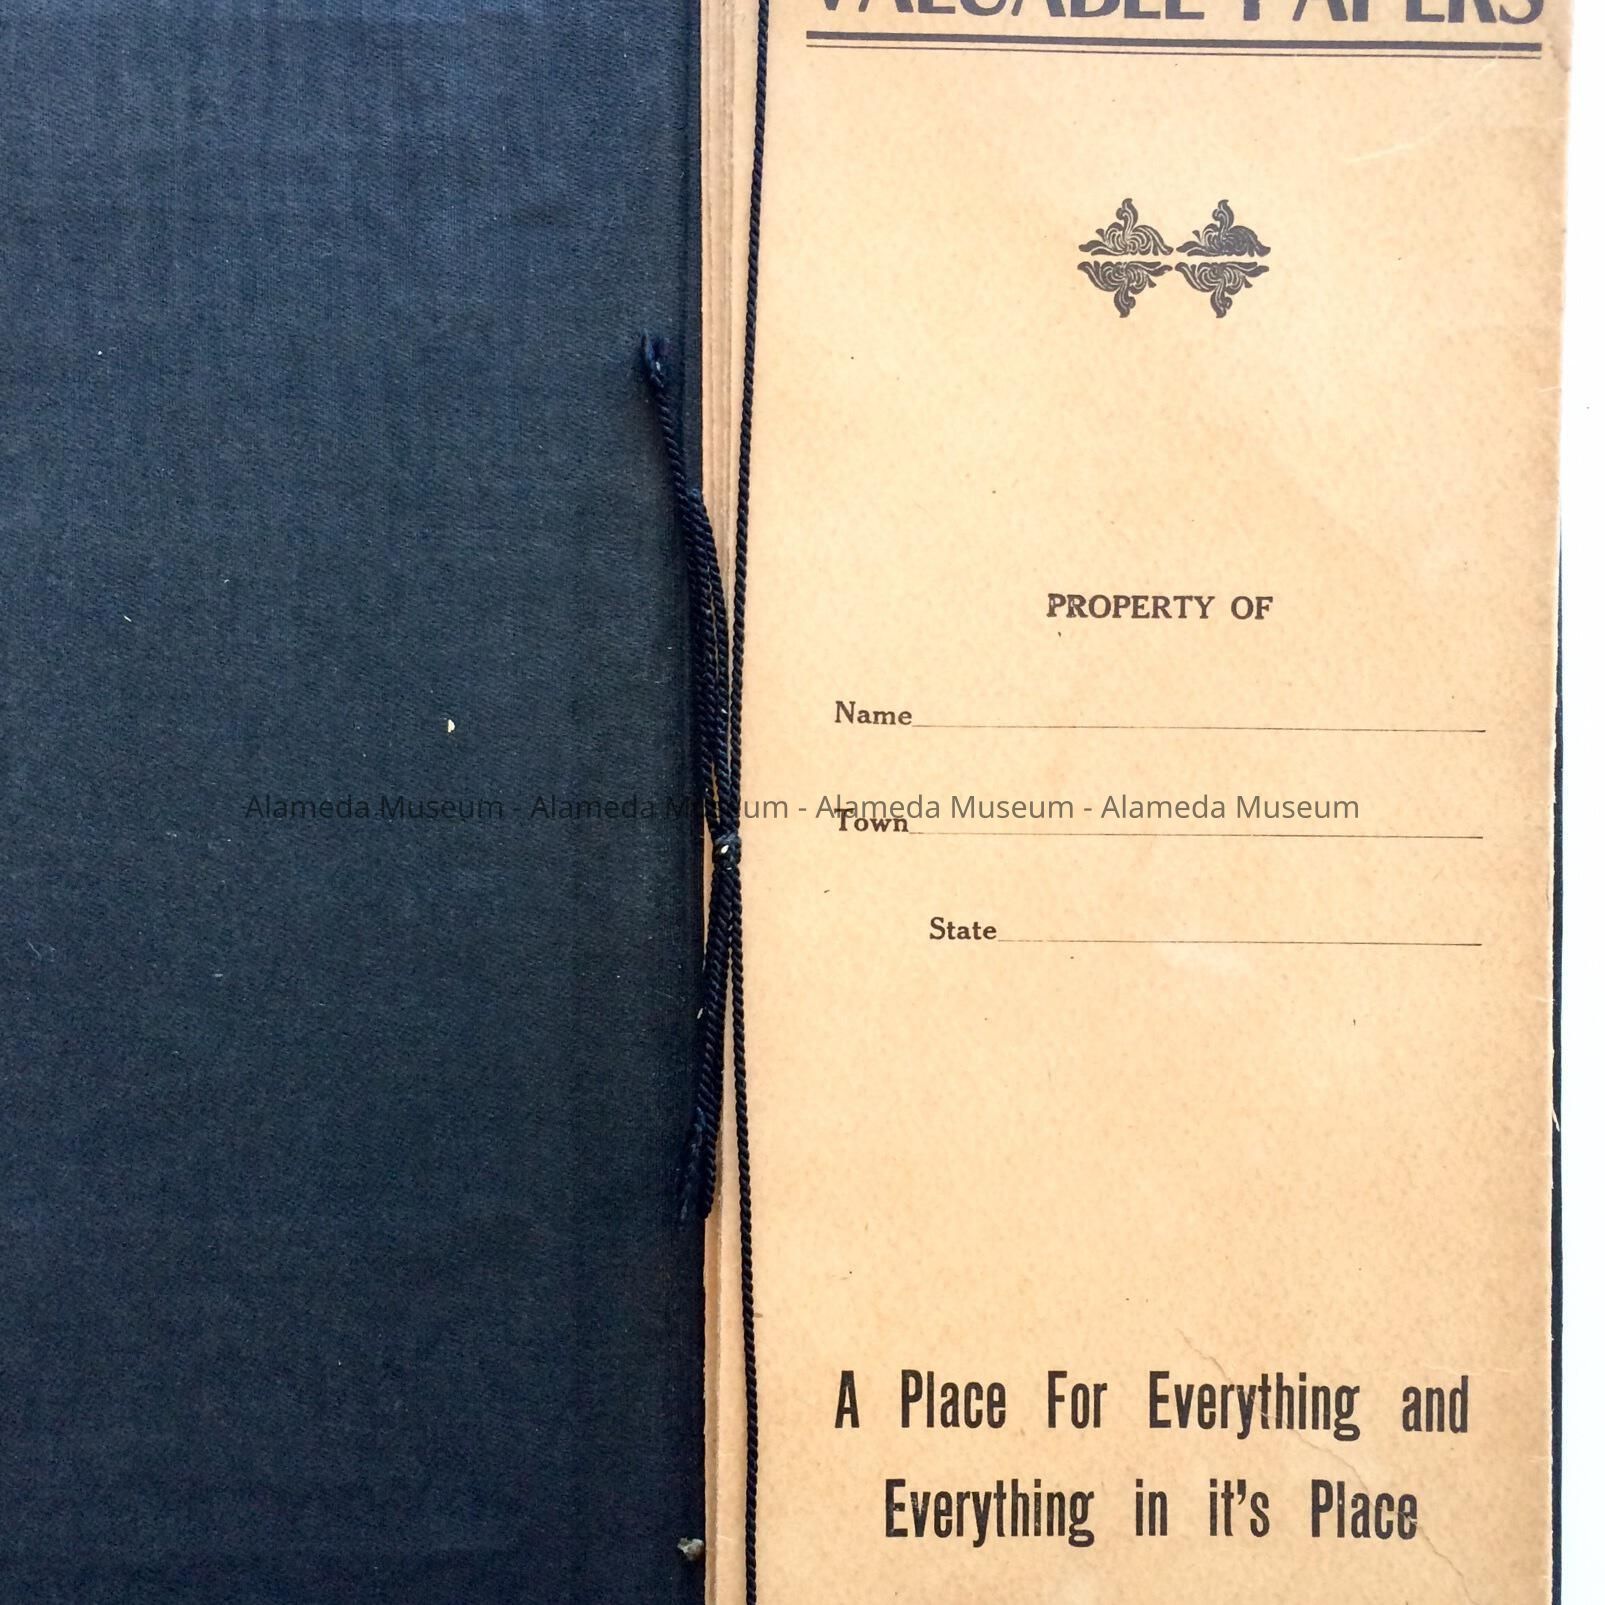 VALUABLE PAPERS
PROPERTY OF
Name
Alameda Museum - Alameda Museum - Alameda Museum - Alameda Museum
Town
State
A Place For Everything and
Everything in it's Place